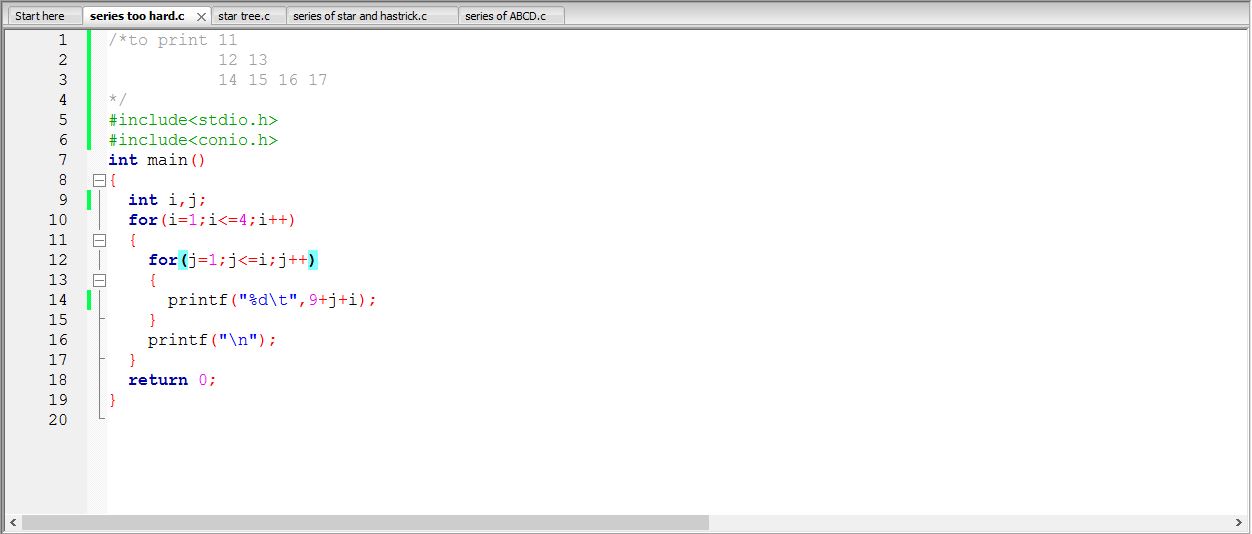 Start here series too hard.c star tree.c series of star and hastrick.c series of ABCD.c
1 /*to print 11
2 12 13
3 14 15 16 17
4 */
5 #include<stdio.h>
6 #include<conio.h>
7 int main()
8 {
9 int i,j;
10 for(i=1;i<=4;i++)
11 {
12 for(j=1;j<=i;j++)
13 {
14 printf("%d\t",9+j+i);
15 }
16 printf("\n");
17 }
18 return 0;
19 }
20